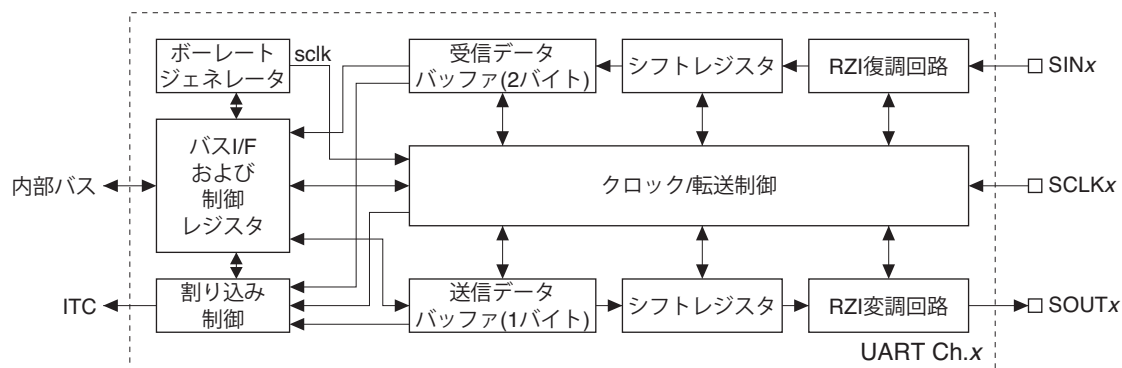 ボーレート
ジェネレータ
sclk
受信データ
バッファ(2バイト)
シフトレジスタ
RZI復調回路
SINx
内部バス
バスI/F
および
制御
レジスタ
クロック/転送制御
SCLKx
ITC
割り込み
制御
送信データ
バッファ(1バイト)
シフトレジスタ
RZI変調回路
SOUTx
UART Ch.x